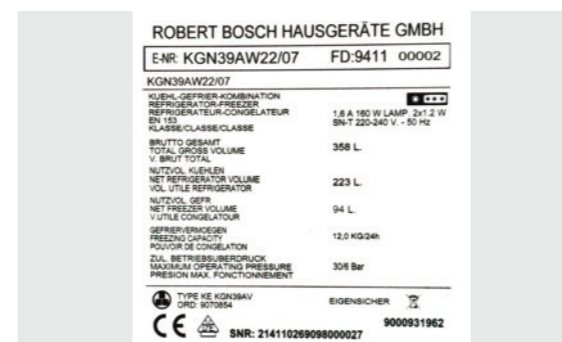 ROBERT BOSCH HAUSGERÄTE GMBH
E-NR: KGN39AW22/07 FD:9411 00002
KGN39AW22/07
KUEHL-GEFRIER-KOMBINATION
REFRIGERATOR-FREEZER
REFRIGERATEUR-CONGELATEUR
EN 153
KLASSE/CLASSE/CLASSE
1,6 A 160 W LAMP. 2x1.2 W
SN-T 220-240 V. - 50 Hz
BRUTTO GESAMT
TOTAL GROSS VOLUME
V. BRUT TOTAL
358 L.
NUTZVOL. KUEHLEN
NET REFRIGERATOR VOLUME
VOL. UTILE REFRIGERATOR
223 L.
NUTZVOL. GEFR
NET FREEZER VOLUME
V.UTILE CONGELATOUR
94 L.
GEFRIERVERMOEGEN
FREEZING CAPACITY
POUVOIR DE CONGELATION
12,0 KG/24h
ZUL. BETRIEBSUBERDRUCK
MAXIMUM OPERATING PRESSURE
PRESION MAX. FONCTIONNEMENT
30/6 Bar
TYPE KE KGN39AV
ORD: 9070854
EIGENSICHER
CE
SNR: 214110269098000027
9000931962